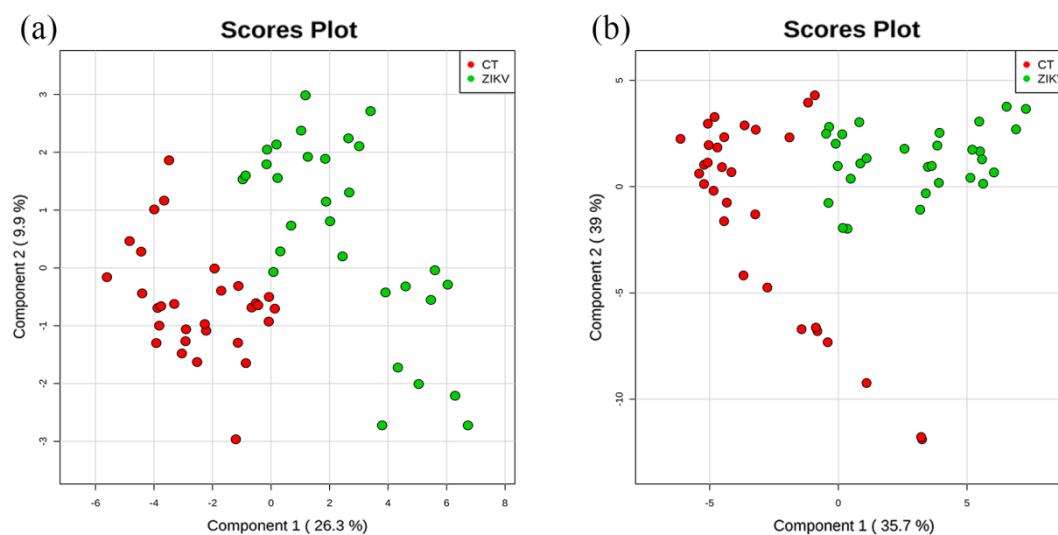 (a)
Scores Plot
CT
ZIKV
Component 2 ( 9.9 %)
3
2
1
0
-1
-2
-3
-6
-4
-2
0
2
4
6
8
Component 1 ( 26.3 %)
(b)
Scores Plot
CT
ZIKV
Component 2 ( 39 %)
5
0
-5
-10
-5
0
5
Component 1 ( 35.7 %)